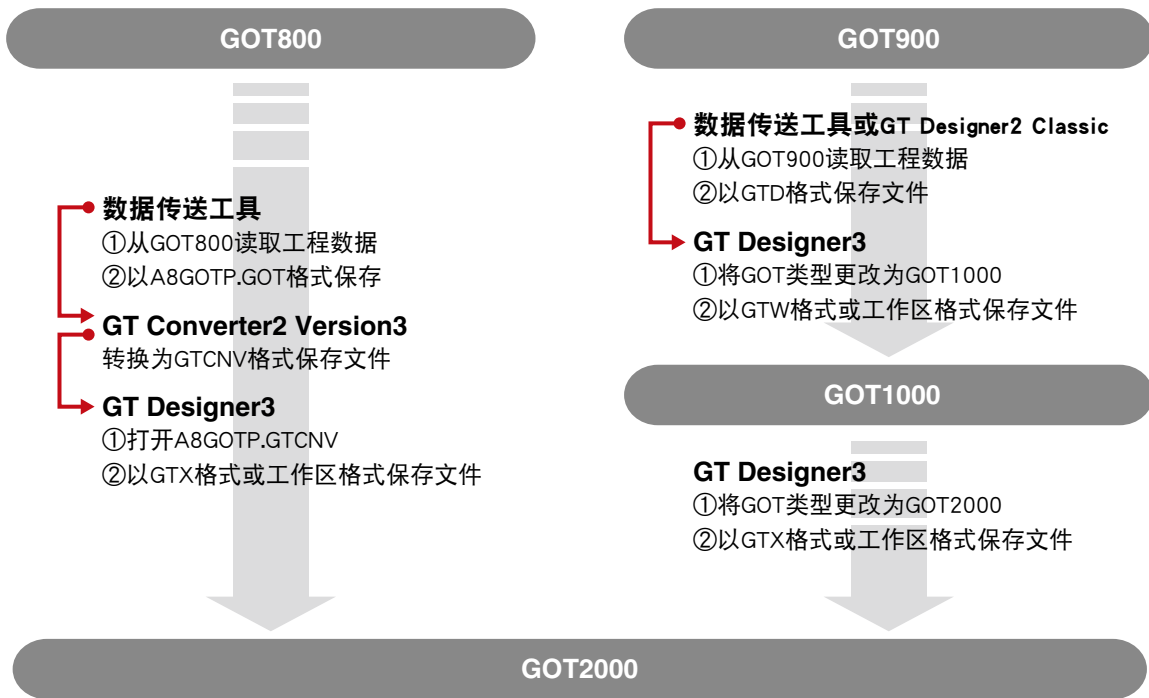 GOT800
数据传送工具
①从GOT800读取工程数据
②以A8GOTP.GOT格式保存
GT Converter2 Version3
转换为GTCNV格式保存文件
GT Designer3
①打开A8GOTP.GTCNV
②以GTX格式或工作区格式保存文件
GOT900
数据传送工具或GT Designer2 Classic
①从GOT900读取工程数据
②以GTD格式保存文件
GT Designer3
①将GOT类型更改为GOT1000
②以GTW格式或工作区格式保存文件
GOT1000
GT Designer3
①将GOT类型更改为GOT2000
②以GTX格式或工作区格式保存文件
GOT2000